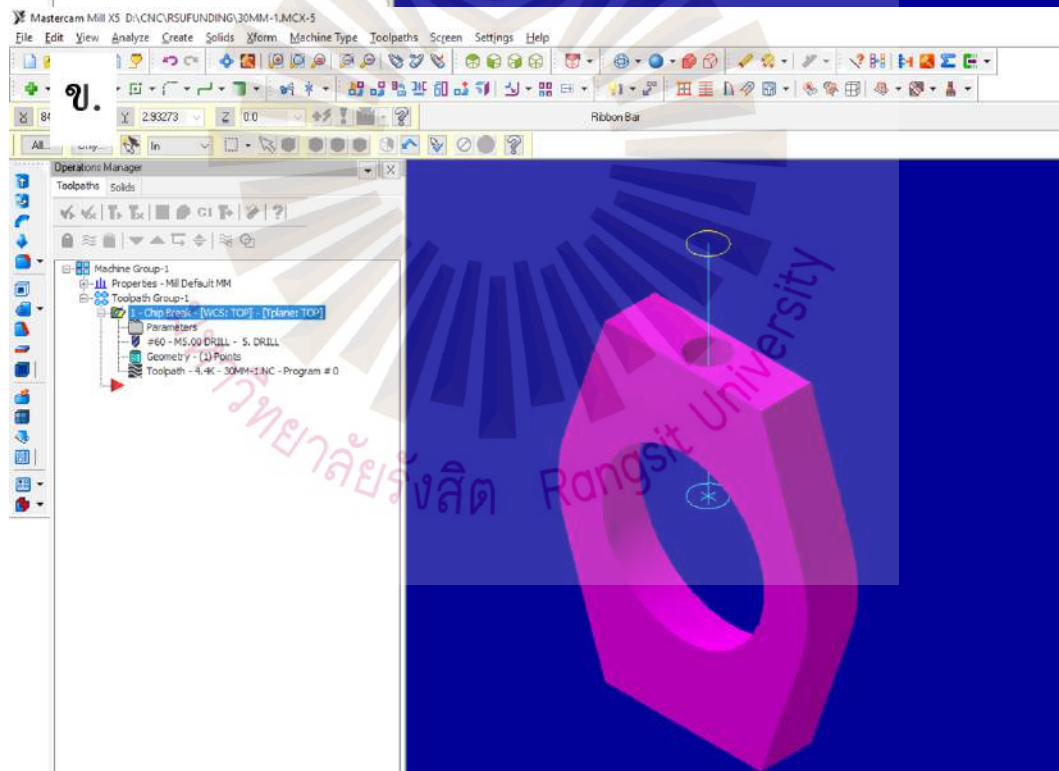 Mastercam Mill X5 D:\CNC\RSUFUNDING\30MM-1.MCX-5
File Edit View Analyze Create Solids Xform Machine Type Toolpaths Screen Settings Help
ข.
Y 2.93273 Z 0.0 Ribbon Bar
All... In
Operations Manager
Toolpaths Solids
G1
Machine Group-1
Properties - Mill Default MM
Toolpath Group-1
1 - Chip Break - [WCS: TOP] - [Tplane: TOP]
Parameters
#60 - M5.00 DRILL - 5. DRILL
Geometry - (1) Points
Toolpath - 4.4K - 30MM-1.NC - Program # 0
มหาวิทยาลัยรังสิต Rangsit University